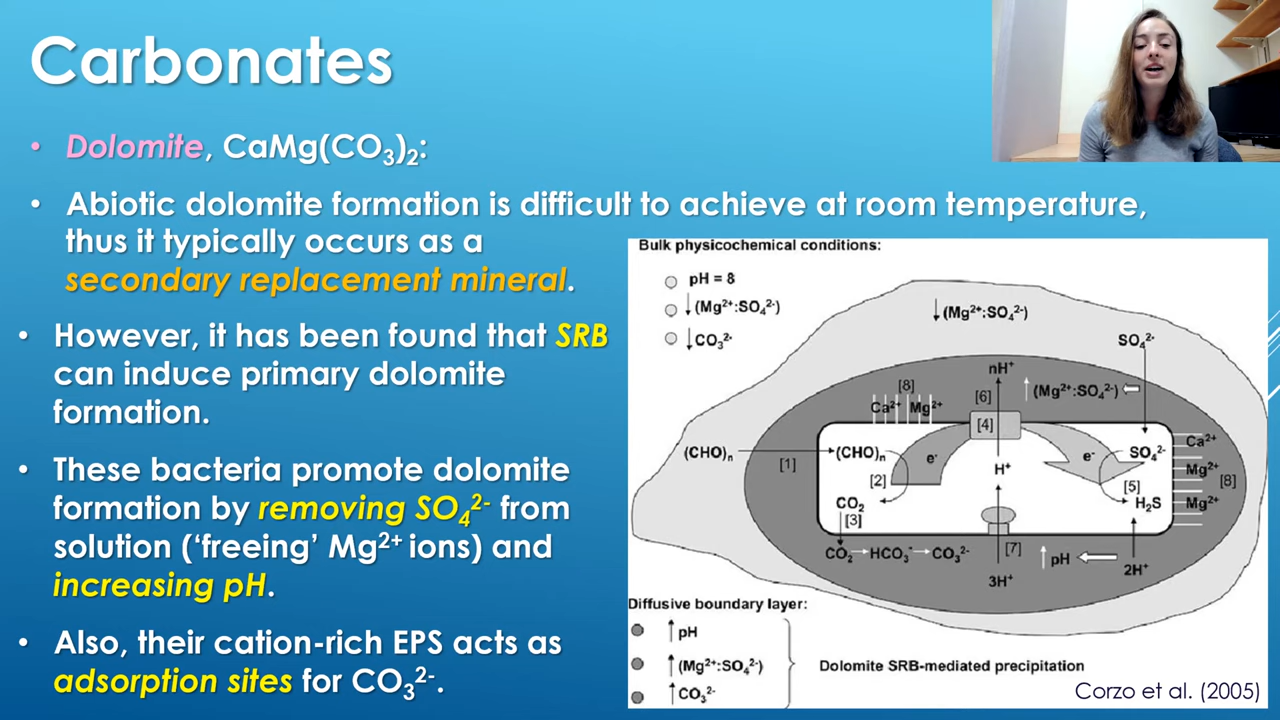 Carbonates
• Dolomite, CaMg(CO₃)₂:
• Abiotic dolomite formation is difficult to achieve at room temperature,
thus it typically occurs as a
secondary replacement mineral.
• However, it has been found that SRB
can induce primary dolomite
formation.
• These bacteria promote dolomite
formation by removing SO₄²⁻ from
solution (‘freeing’ Mg²⁺ ions) and
increasing pH.
• Also, their cation-rich EPS acts as
adsorption sites for CO₃²⁻.
Bulk physicochemical conditions:
pH = 8
↓(Mg²⁺:SO₄²⁻)
↓CO₃²⁻
↓(Mg²⁺:SO₄²⁻)
SO₄²⁻
nH⁺
[6]
↑(Mg²⁺:SO₄²⁻)
[8]
Ca²⁺ Mg²⁺
[4]
(CHO)n
[1]
(CHO)n
e⁻
e⁻
SO₄²⁻
Ca²⁺
Mg²⁺
[8]
Mg²⁺
[2]
H⁺
[5]
CO₂
H₂S
[3]
CO₂ → HCO₃⁻ → CO₃²⁻
[7]
↑pH
2H⁺
3H⁺
Diffusive boundary layer:
↑pH
↑(Mg²⁺:SO₄²⁻)
↑CO₃²⁻
Dolomite SRB-mediated precipitation
Corzo et al. (2005)